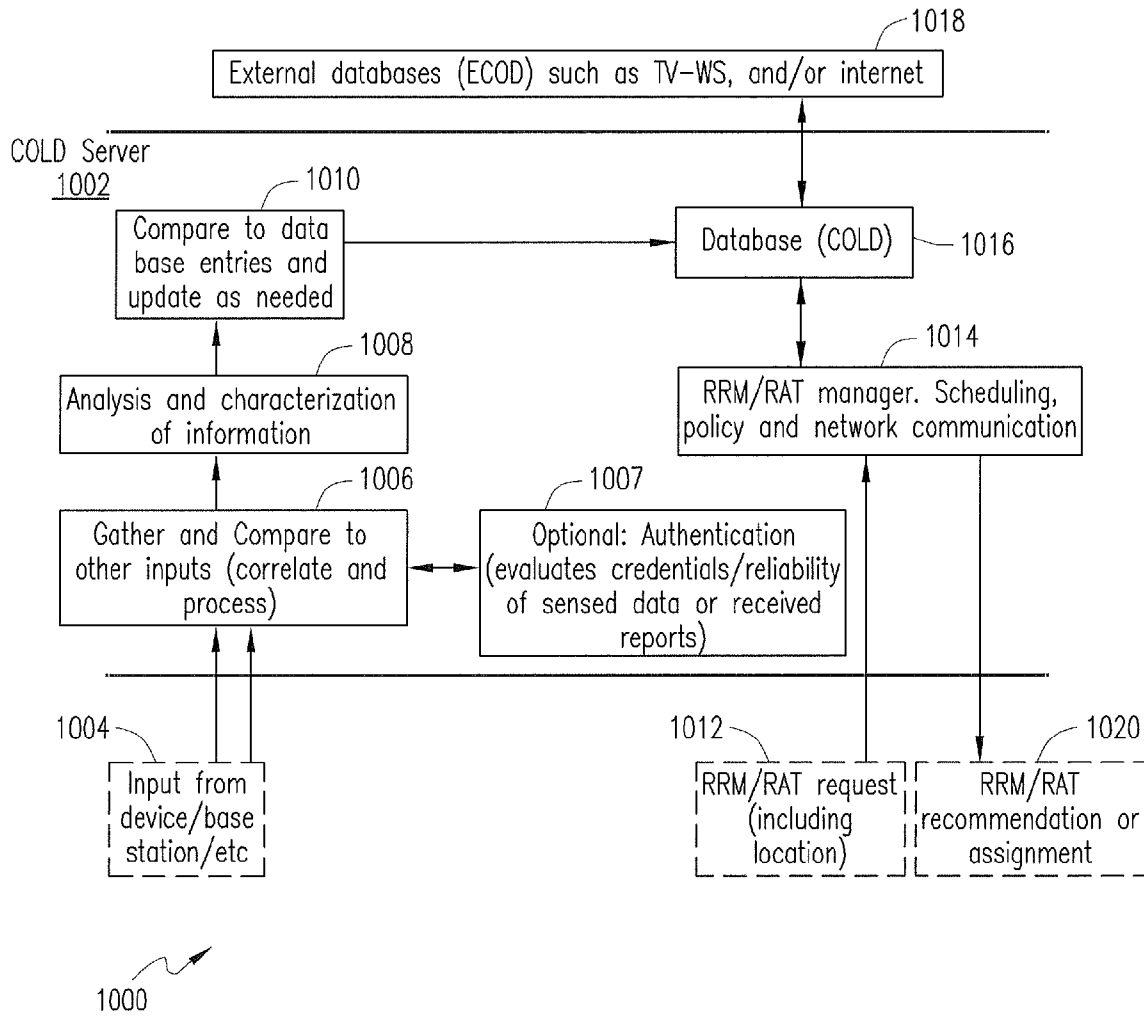 1018
External databases (ECOD) such as TV-WS, and/or internet
COLD Server
1002
1010
Compare to data
base entries and
update as needed
Database (COLD)
1016
1008
Analysis and characterization
of information
1014
RRM/RAT manager. Scheduling,
policy and network communication
1006
Gather and Compare to
other inputs (correlate and
process)
1007
Optional: Authentication
(evaluates credentials/reliability
of sensed data or received
reports)
1004
Input from
device/base
station/etc
1012
RRM/RAT request
(including
location)
1020
RRM/RAT
recommendation or
assignment
1000